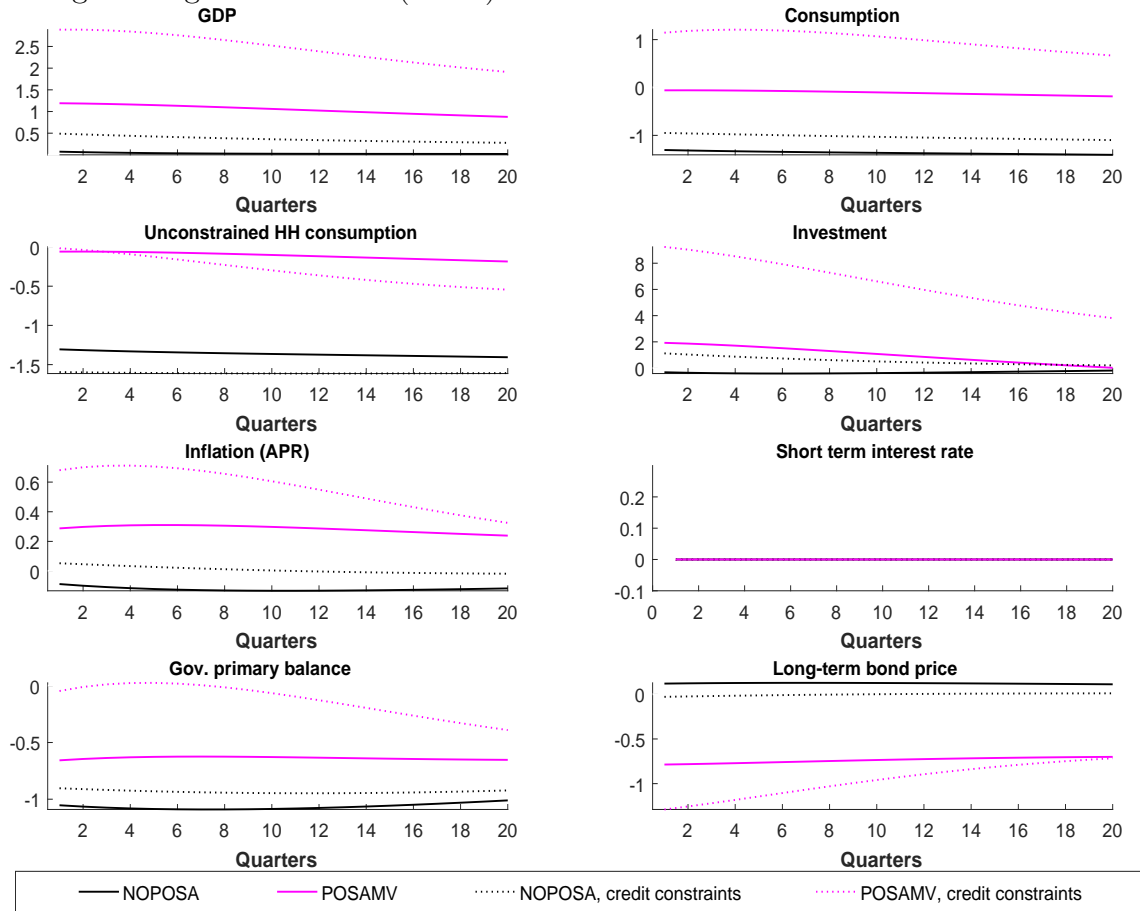 GDP
2.5
2
1.5
1
0.5
2 4 6 8 10 12 14 16 18 20
Quarters
Consumption
1
0
-1
2 4 6 8 10 12 14 16 18 20
Quarters
Unconstrained HH consumption
0
-0.5
-1
-1.5
2 4 6 8 10 12 14 16 18 20
Quarters
Investment
8
6
4
2
0
2 4 6 8 10 12 14 16 18 20
Quarters
Inflation (APR)
0.6
0.4
0.2
0
2 4 6 8 10 12 14 16 18 20
Quarters
Short term interest rate
0.2
0.1
0
-0.1
0 2 4 6 8 10 12 14 16 18 20
Quarters
Gov. primary balance
0
-0.5
-1
2 4 6 8 10 12 14 16 18 20
Quarters
Long-term bond price
0
-0.5
-1
2 4 6 8 10 12 14 16 18 20
Quarters
NOPOSA POSAMV NOPOSA, credit constraints POSAMV, credit constraints